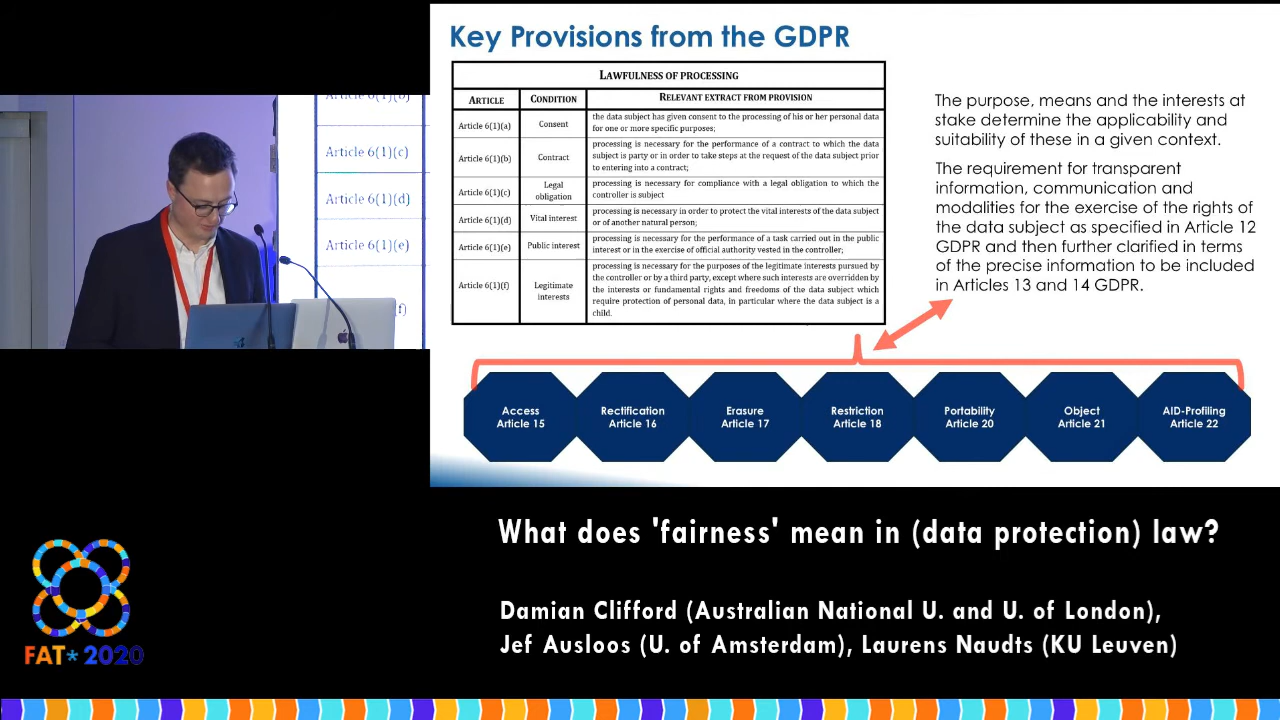 Key Provisions from the GDPR
LAWFULNESS OF PROCESSING
ARTICLE
CONDITION
RELEVANT EXTRACT FROM PROVISION
Article 6(1)(a)
Consent
the data subject has given consent to the processing of his or her personal data
for one or more specific purposes;
Article 6(1)(b)
Contract
processing is necessary for the performance of a contract to which the data
subject is party or in order to take steps at the request of the data subject prior
to entering into a contract;
Article 6(1)(c)
Legal
obligation
processing is necessary for compliance with a legal obligation to which the
controller is subject
Article 6(1)(d)
Vital interest
processing is necessary in order to protect the vital interests of the data subject
or of another natural person;
Article 6(1)(e)
Public interest
processing is necessary for the performance of a task carried out in the public
interest or in the exercise of official authority vested in the controller;
Article 6(1)(f)
Legitimate
interests
processing is necessary for the purposes of the legitimate interests pursued by
the controller or by a third party, except where such interests are overridden by
the interests or fundamental rights and freedoms of the data subject which
require protection of personal data, in particular where the data subject is a
child.
The purpose, means and the interests at
stake determine the applicability and
suitability of these in a given context.
The requirement for transparent
information, communication and
modalities for the exercise of the rights of
the data subject as specified in Article 12
GDPR and then further clarified in terms
of the precise information to be included
in Articles 13 and 14 GDPR.
Access
Article 15
Rectification
Article 16
Erasure
Article 17
Restriction
Article 18
Portability
Article 20
Object
Article 21
AID-Profiling
Article 22
Article 6(1)(b)
Article 6(1)(c)
Article 6(1)(d)
Article 6(1)(e)
(f)
What does 'fairness' mean in (data protection) law?
Damian Clifford (Australian National U. and U. of London),
Jef Ausloos (U. of Amsterdam), Laurens Naudts (KU Leuven)
FAT* 2020